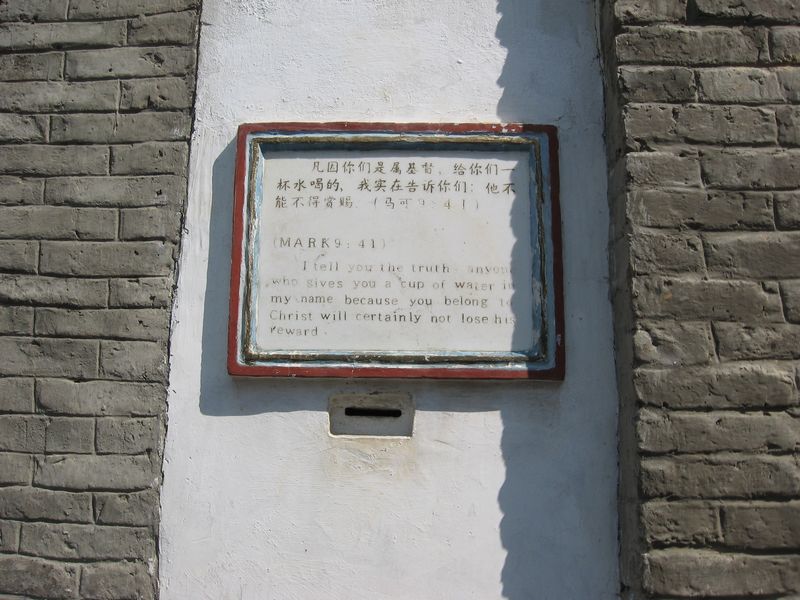 凡因你们是属基督,给你们一
杯水喝的,我实在告诉你们:他不
能不得赏赐.(马可9:41)
(MARK9:41)
I tell you the truth anyone
who gives you a cup of water in
my name because you belong to
Christ will certainly not lose his
reward.